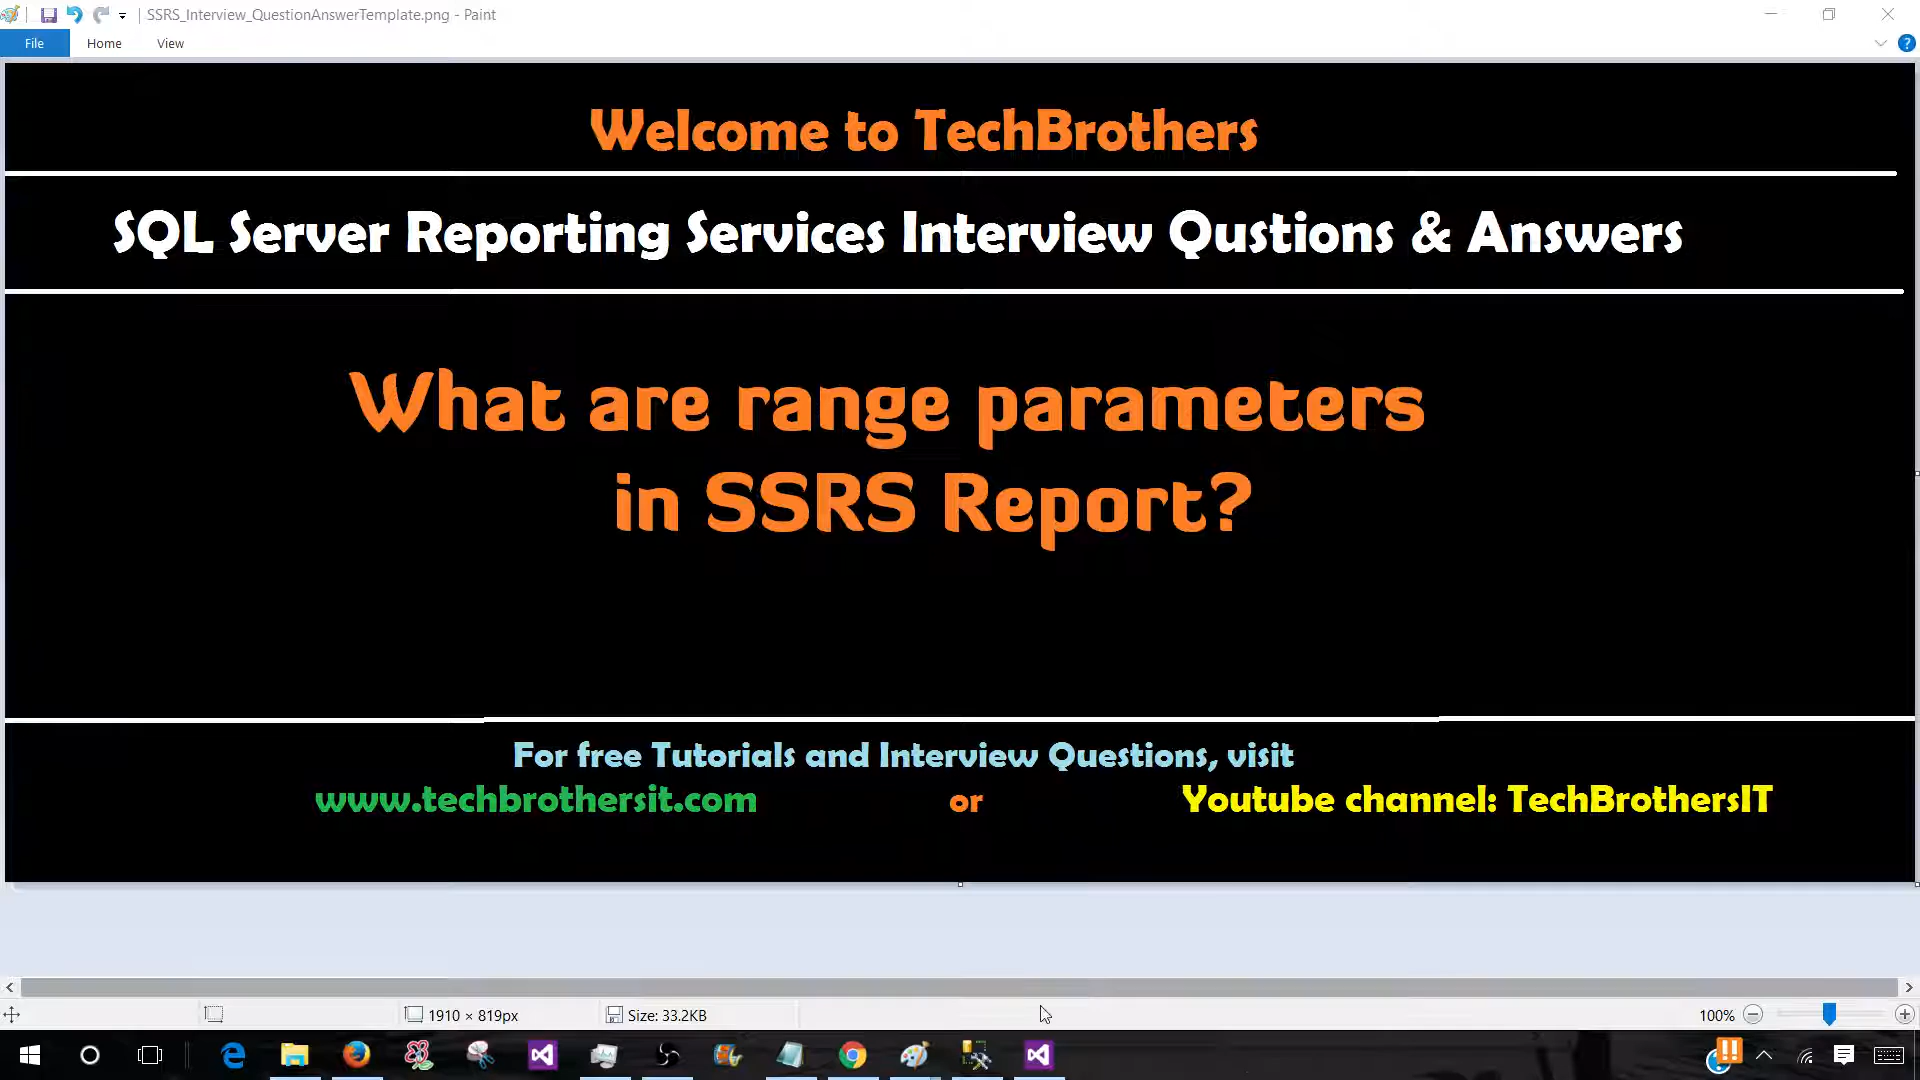 SSRS_Interview_QuestionAnswerTemplate.png - Paint
File Home View
Welcome to TechBrothers
SQL Server Reporting Services Interview Qustions & Answers
What are range parameters
in SSRS Report?
For free Tutorials and Interview Questions, visit
www.techbrothersit.com or Youtube channel: TechBrothersIT
1910 × 819px Size: 33.2KB 100%